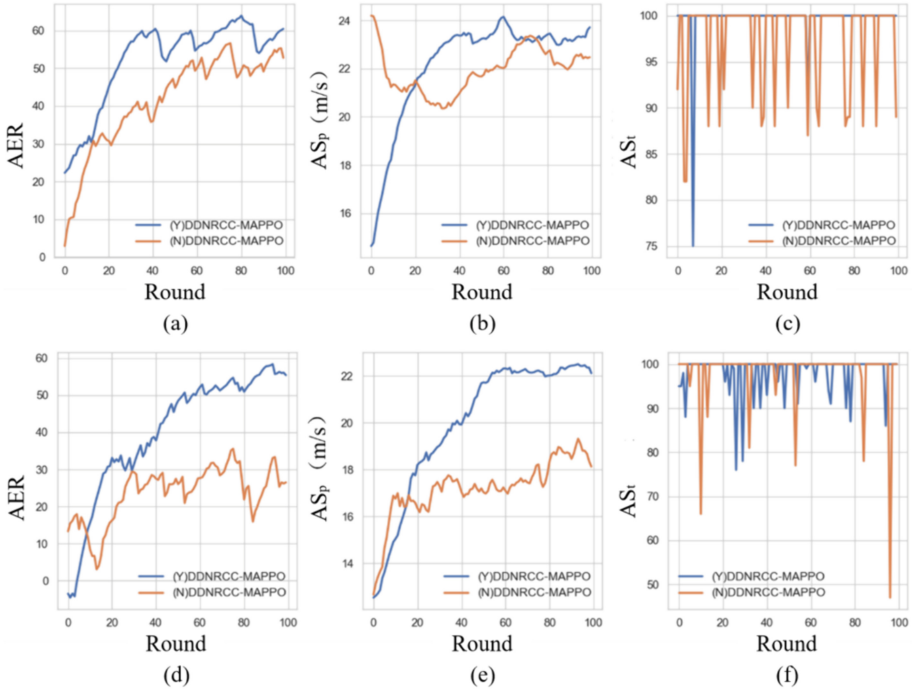 AER
60
50
40
30
20
10
0
0 20 40 60 80 100
(Y)DDNRCC-MAPPO
(N)DDNRCC-MAPPO
Round
(a)
ASp (m/s)
24
22
20
18
16
0 20 40 60 80 100
(Y)DDNRCC-MAPPO
(N)DDNRCC-MAPPO
Round
(b)
ASt
100
95
90
85
80
75
0 20 40 60 80 100
(Y)DDNRCC-MAPPO
(N)DDNRCC-MAPPO
Round
(c)
AER
60
50
40
30
20
10
0
0 20 40 60 80 100
(Y)DDNRCC-MAPPO
(N)DDNRCC-MAPPO
Round
(d)
ASp (m/s)
22
20
18
16
14
0 20 40 60 80 100
(Y)DDNRCC-MAPPO
(N)DDNRCC-MAPPO
Round
(e)
ASt
100
90
80
70
60
50
0 20 40 60 80 100
(Y)DDNRCC-MAPPO
(N)DDNRCC-MAPPO
Round
(f)